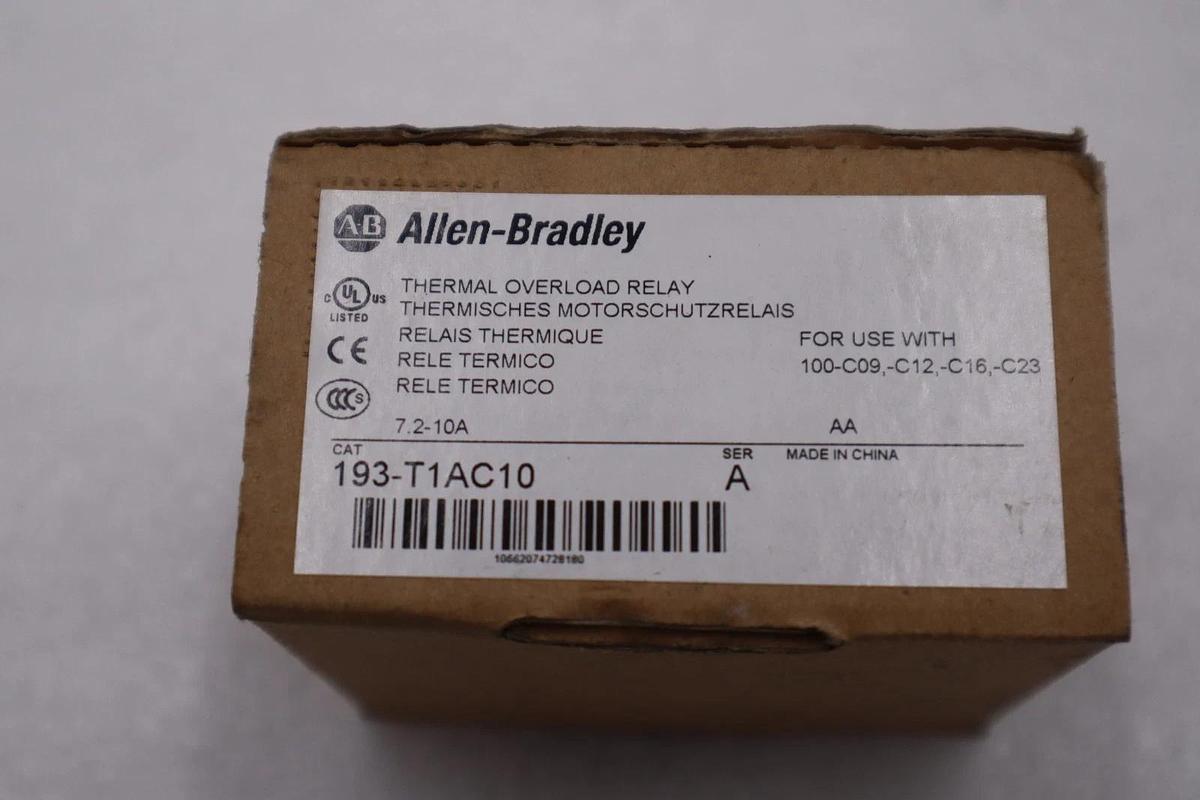 A-B Allen-Bradley
C UL US
LISTED
CE
CCC S
THERMAL OVERLOAD RELAY
THERMISCHES MOTORSCHUTZRELAIS
RELAIS THERMIQUE
RELE TERMICO
RELE TERMICO
FOR USE WITH
100-C09,-C12,-C16,-C23
7.2-10A AA
CAT SER MADE IN CHINA
193-T1AC10 A
10662074728180